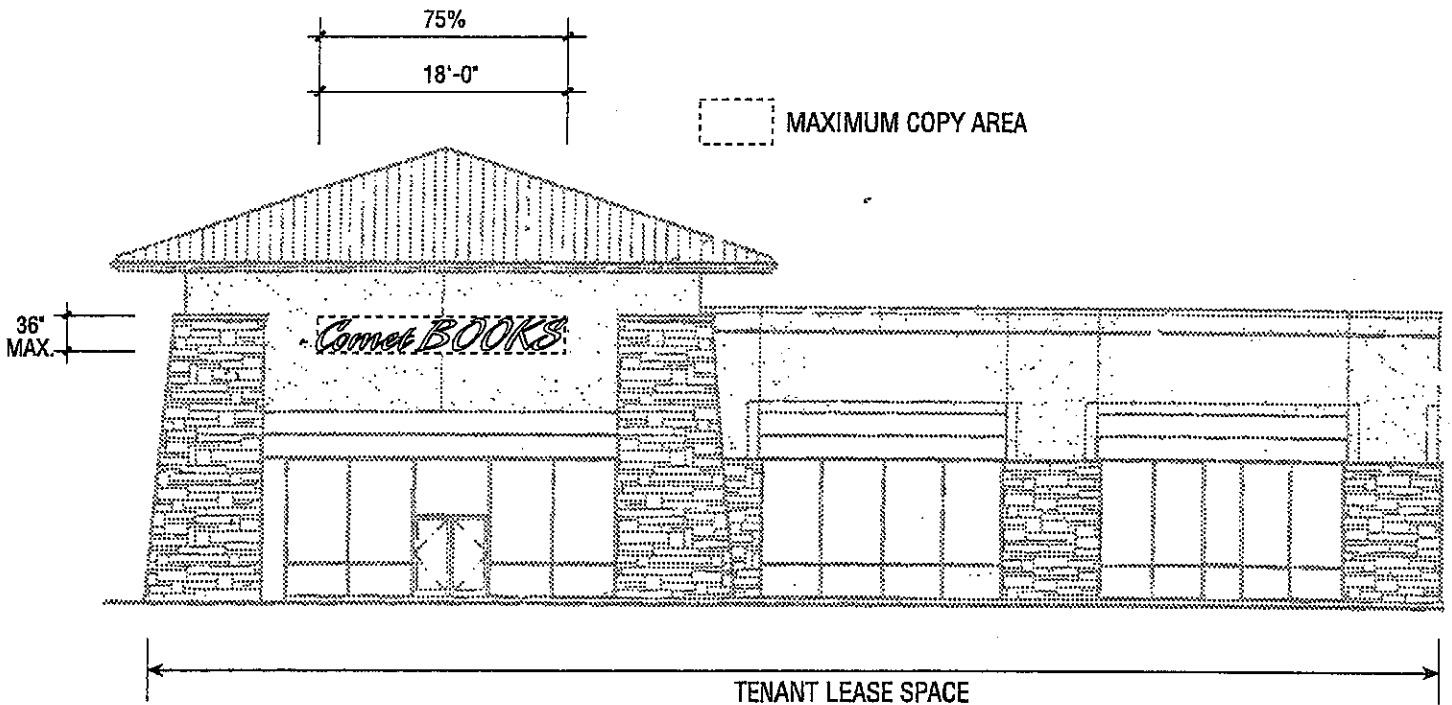 75%
18'-0"
MAXIMUM COPY AREA
36"
MAX.
Comet BOOKS
TENANT LEASE SPACE